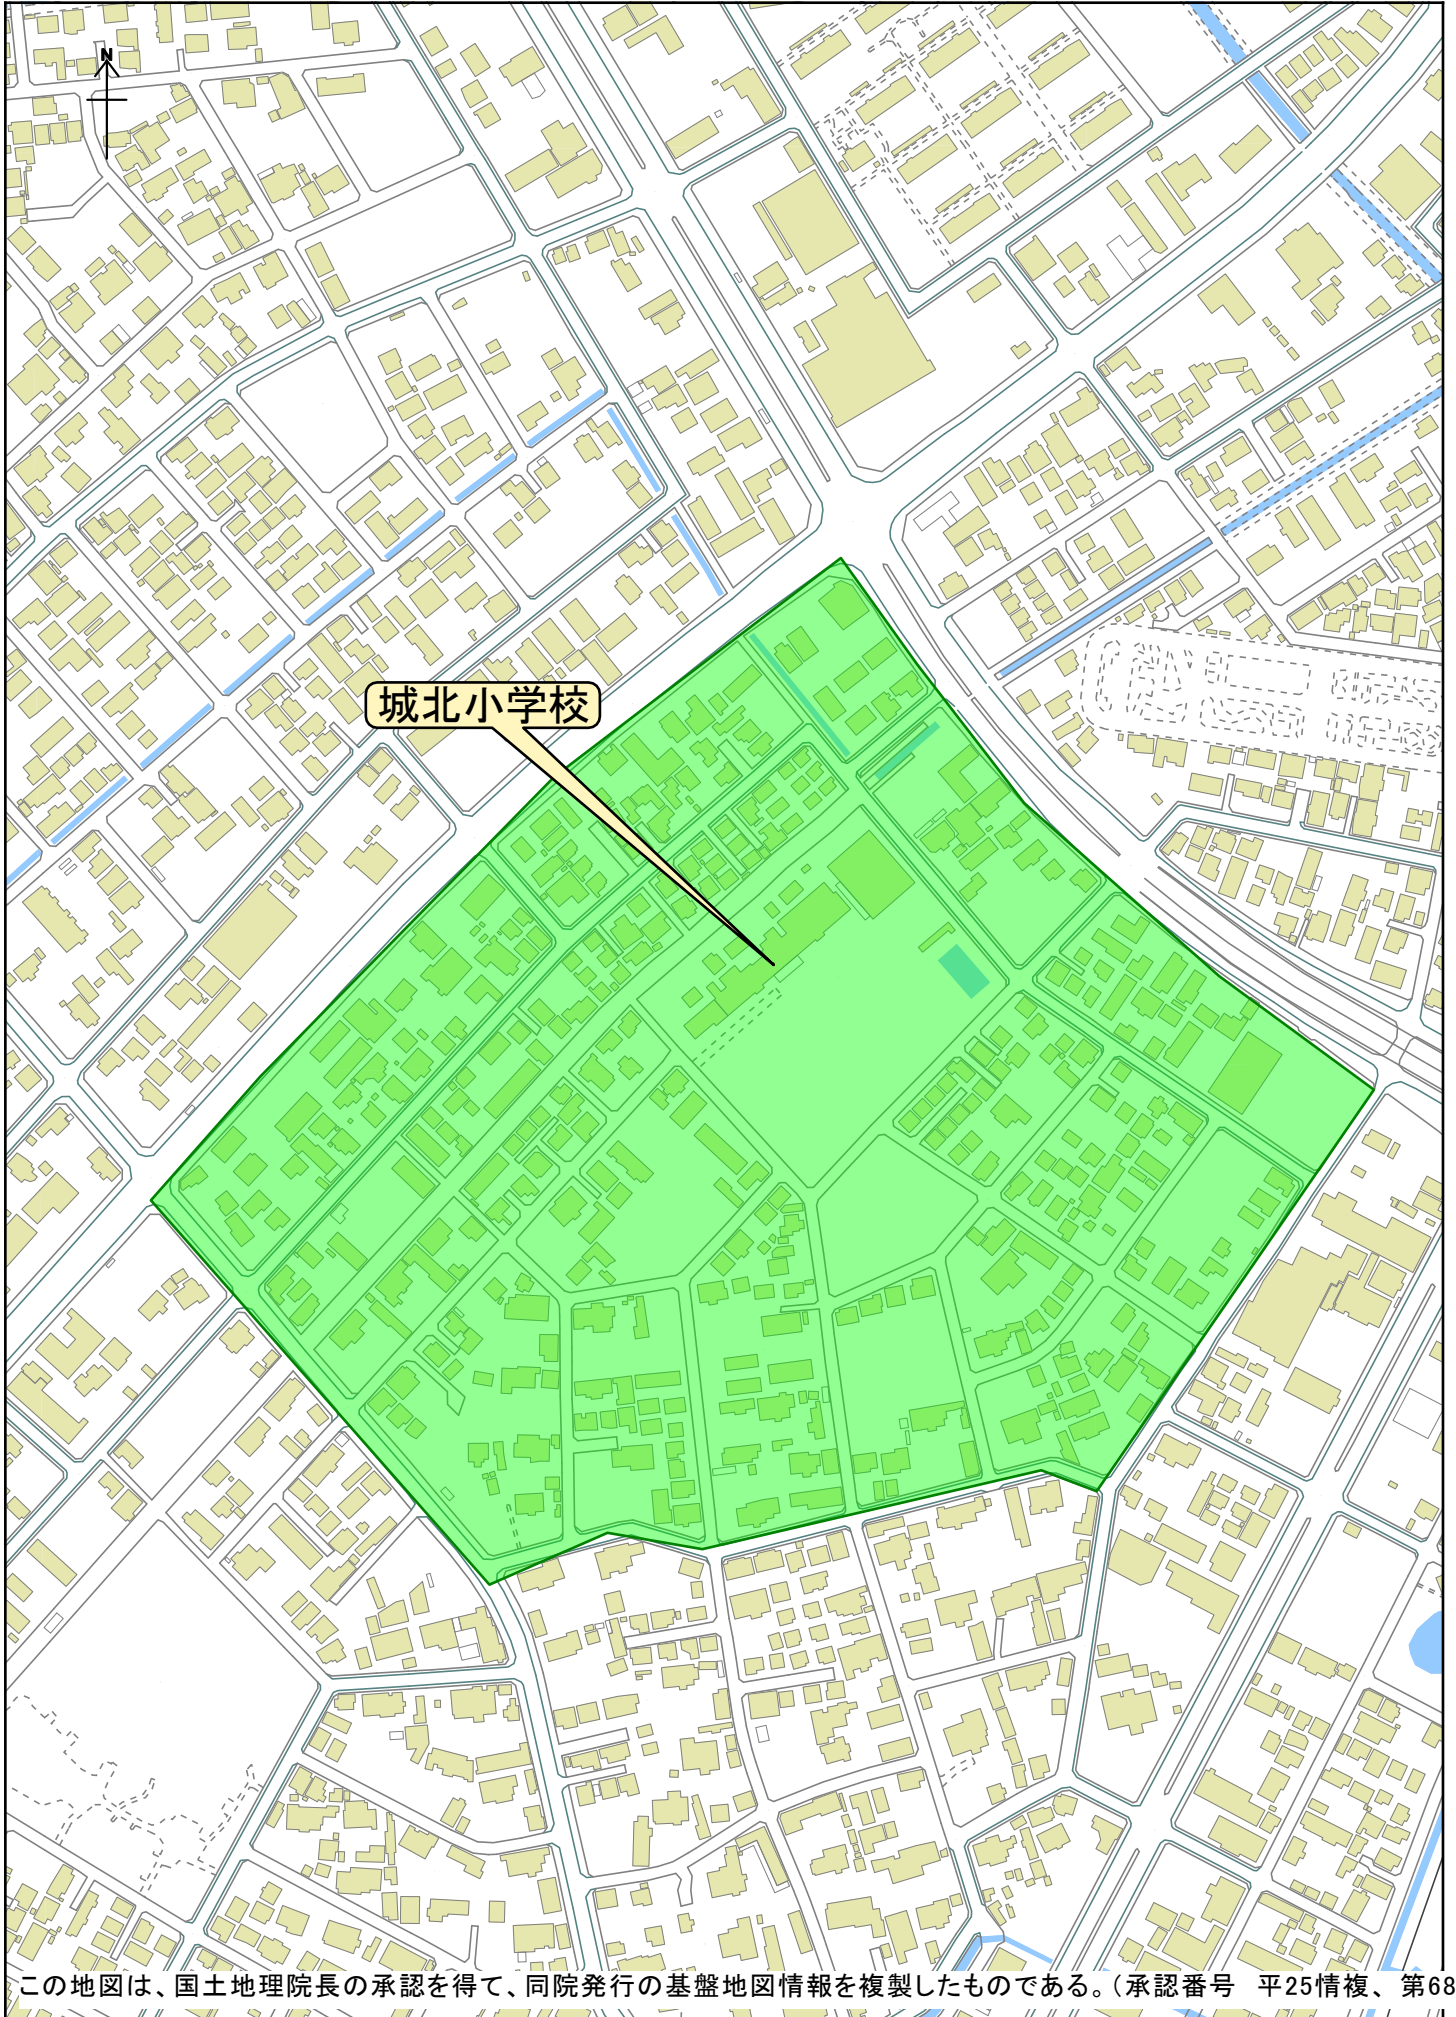 N
城北小学校
この地図は、国土地理院長の承認を得て、同院発行の基盤地図情報を複製したものである。（承認番号　平25情複、第68